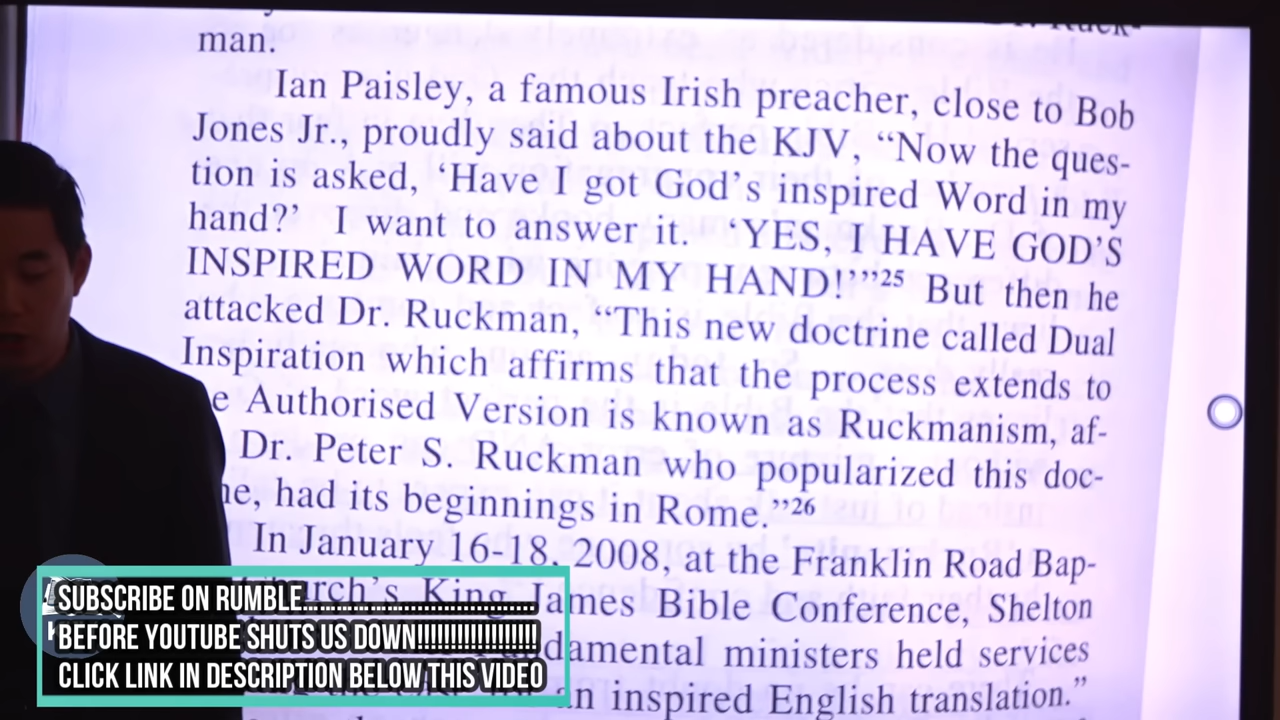 Ruck-
man.
Ian Paisley, a famous Irish preacher, close to Bob
Jones Jr., proudly said about the KJV, “Now the ques-
tion is asked, ‘Have I got God’s inspired Word in my
hand?’ I want to answer it. ‘YES, I HAVE GOD’S
INSPIRED WORD IN MY HAND!’”25 But then he
attacked Dr. Ruckman, “This new doctrine called Dual
Inspiration which affirms that the process extends to
e Authorised Version is known as Ruckmanism, af-
Dr. Peter S. Ruckman who popularized this doc-
ne, had its beginnings in Rome.”26
In January 16-18, 2008, at the Franklin Road Bap-
urch’s King James Bible Conference, Shelton
ndamental ministers held services
an inspired English translation.”
SUBSCRIBE ON RUMBLE
BEFORE YOUTUBE SHUTS US DOWN!!!!!!!!!!!!!!!!!!!!
CLICK LINK IN DESCRIPTION BELOW THIS VIDEO